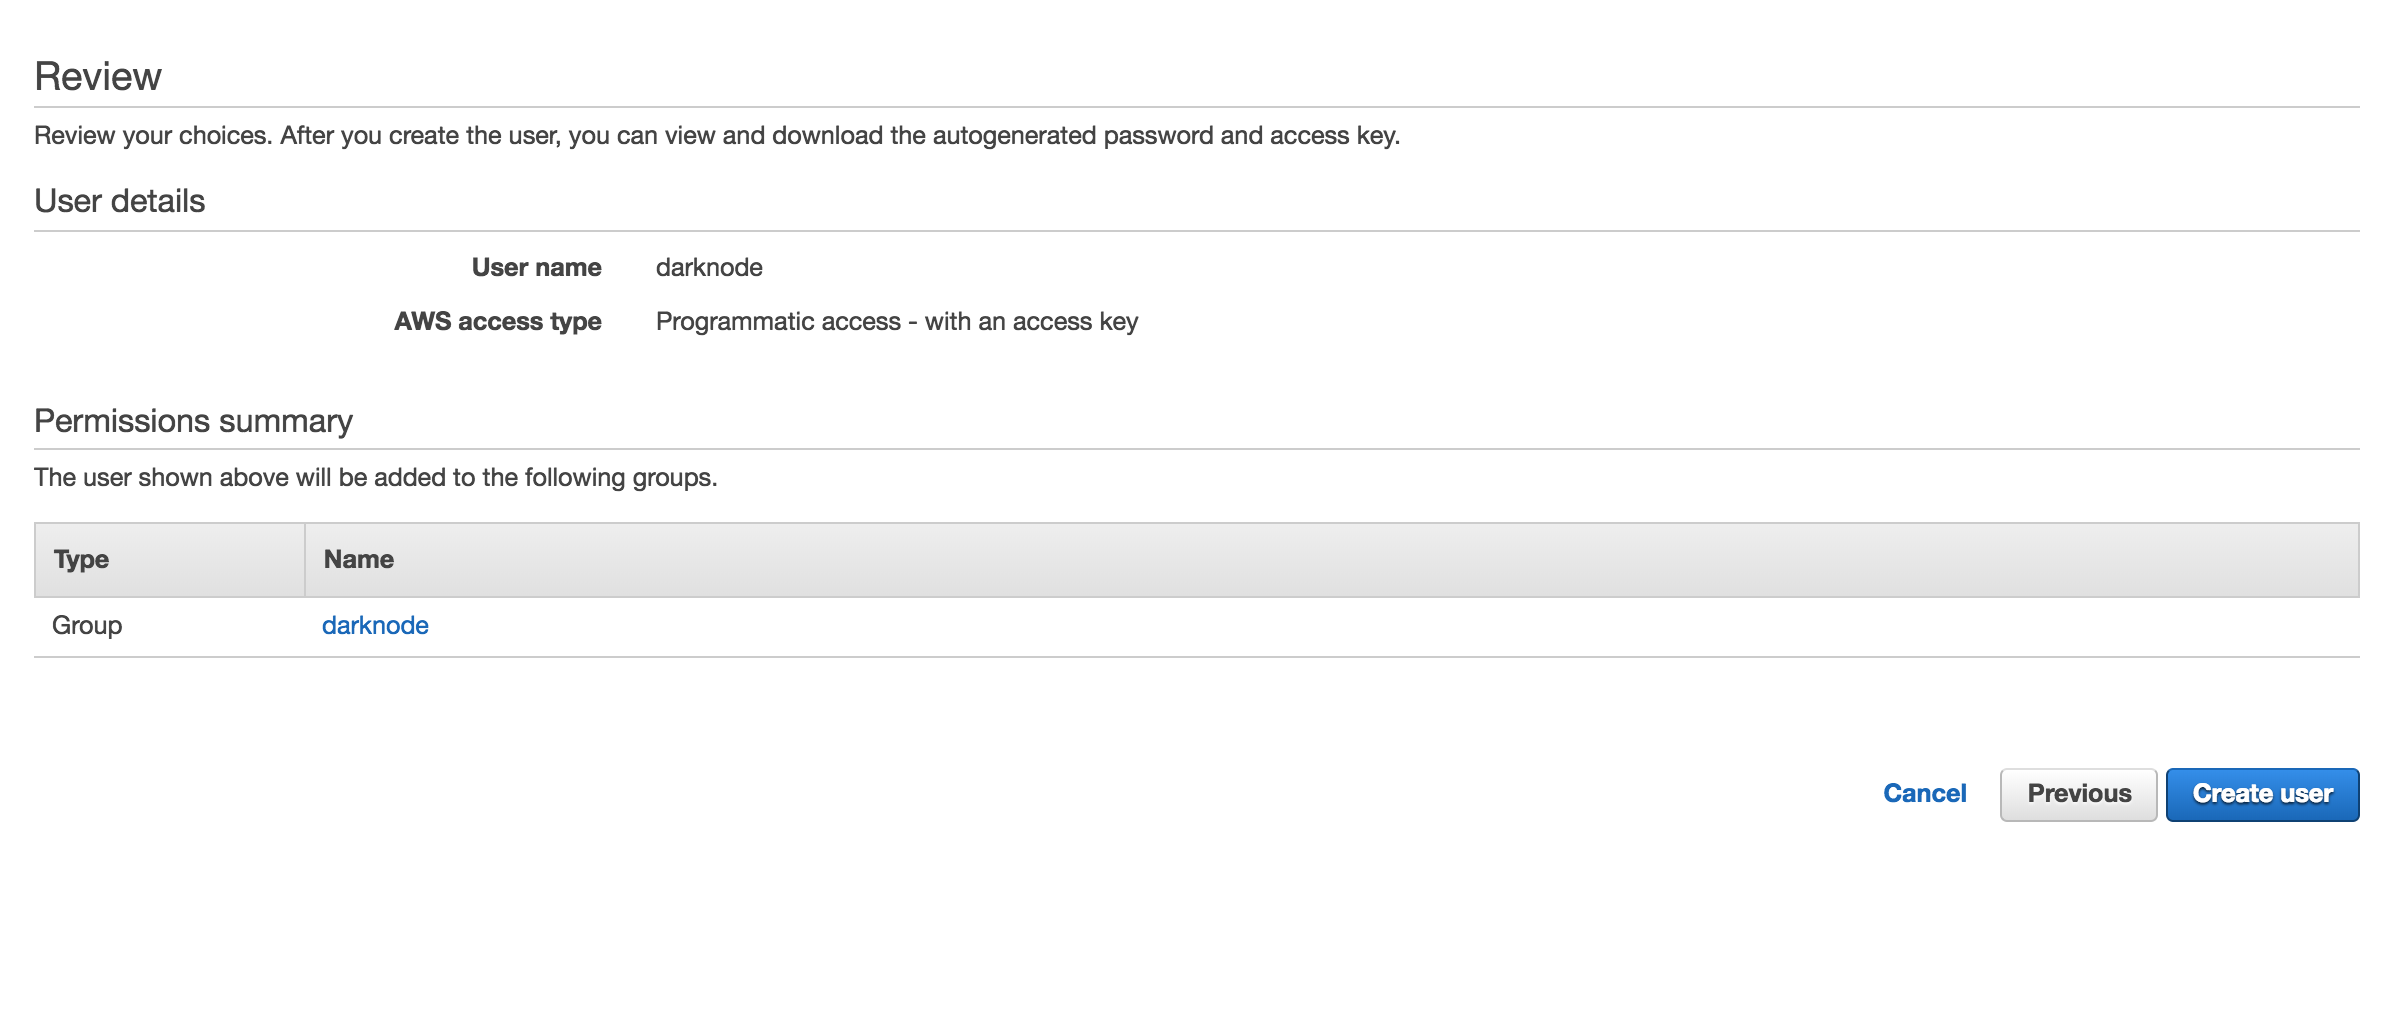 Review
Review your choices. After you create the user, you can view and download the autogenerated password and access key.
User details
User name darknode
AWS access type Programmatic access - with an access key
Permissions summary
The user shown above will be added to the following groups.
Type Name
Group darknode
Cancel Previous Create user